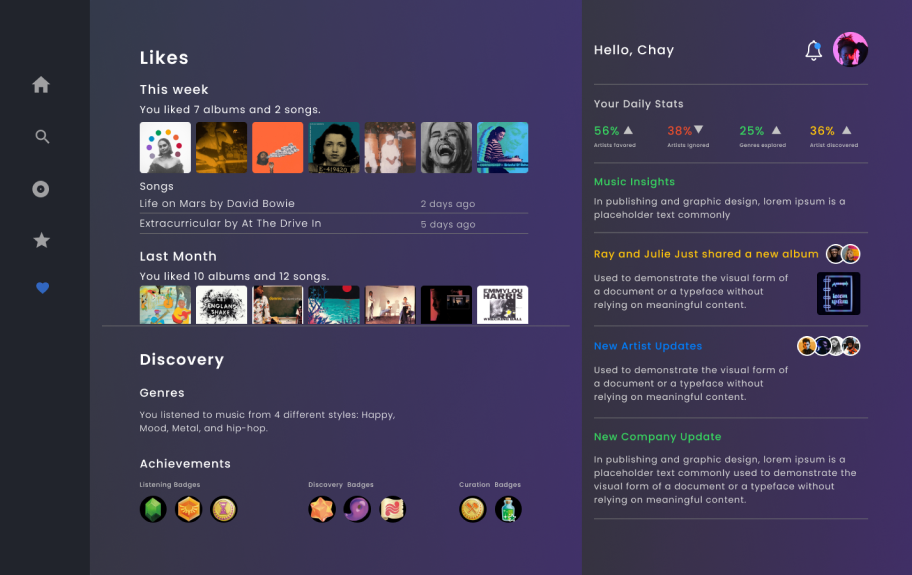 Likes
This week
You liked 7 albums and 2 songs.
E-419420
Songs
Life on Mars by David Bowie 2 days ago
Extracurricular by At The Drive In 5 days ago
Last Month
You liked 10 albums and 12 songs.
LET
ENGLAND
SHAKE
EMMYLOU
HARRIS
WRECKING BALL
Discovery
Genres
You listened to music from 4 different styles: Happy,
Mood, Metal, and hip-hop.
Achievements
Listening Badges Discovery Badges Curation Badges
Hello, Chay
Your Daily Stats
56% 38% 25% 36%
Artists favored Artists ignored Genres explored Artist discovered
Music Insights
In publishing and graphic design, lorem ipsum is a
placeholder text commonly
Ray and Julie Just shared a new album
Used to demonstrate the visual form of
a document or a typeface without
relying on meaningful content.
New Artist Updates
Used to demonstrate the visual form of
a document or a typeface without
relying on meaningful content.
New Company Update
In publishing and graphic design, lorem ipsum is a
placeholder text commonly used to demonstrate the
visual form of a document or a typeface without
relying on meaningful content.